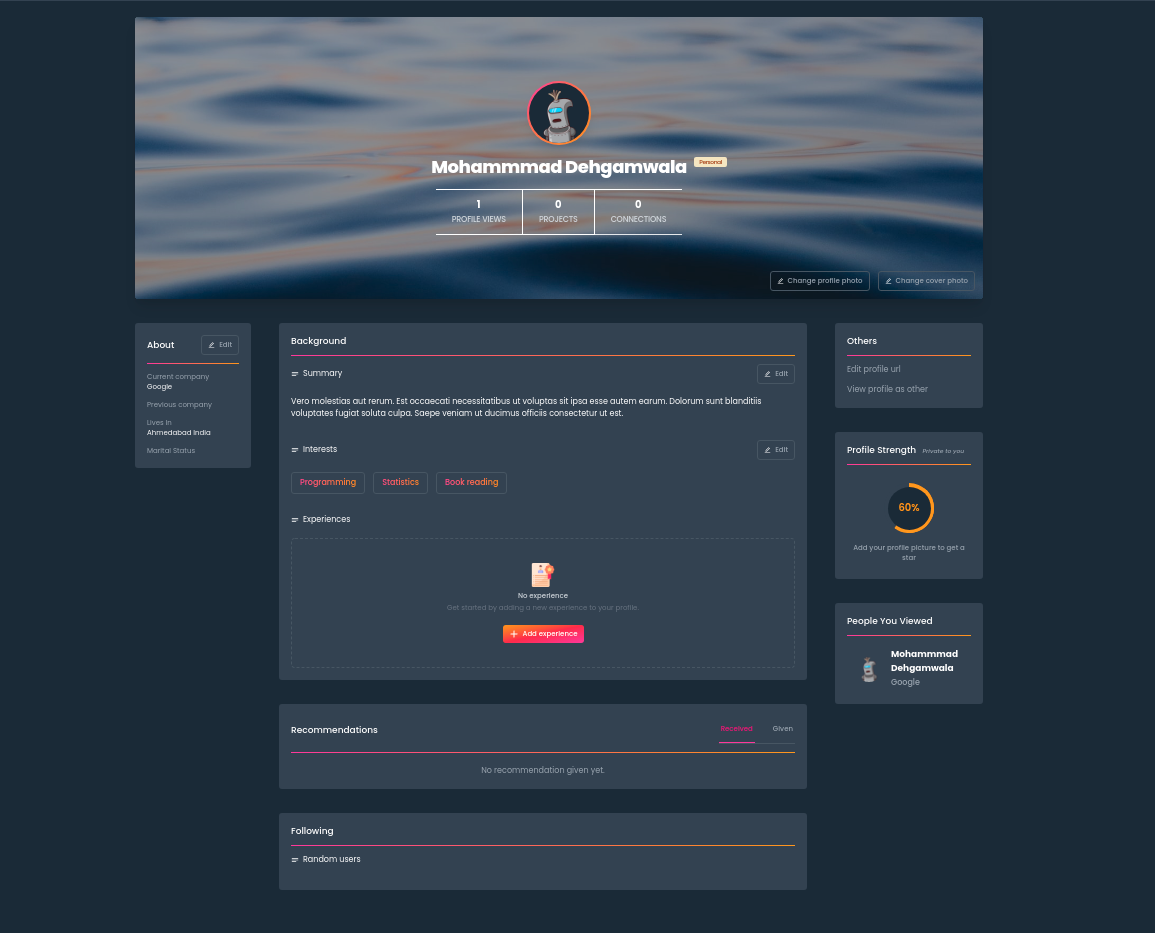 Mohammmad Dehgamwala Personal
1 0 0
PROFILE VIEWS PROJECTS CONNECTIONS
Change profile photo Change cover photo
About Edit
Current company
Google
Previous company
Lives in
Ahmedabad India
Marital Status
Background
Summary Edit
Vero molestias aut rerum. Est occaecati necessitatibus ut voluptas sit ipsa esse autem earum. Dolorum sunt blanditiis
voluptates fugiat soluta culpa. Saepe veniam ut ducimus officiis consectetur ut est.
Interests Edit
Programming Statistics Book reading
Experiences
No experience
Get started by adding a new experience to your profile.
Add experience
Recommendations Received Given
No recommendation given yet.
Following
Random users
Others
Edit profile url
View profile as other
Profile Strength Private to you
60%
Add your profile picture to get a
star
People You Viewed
Mohammmad
Dehgamwala
Google